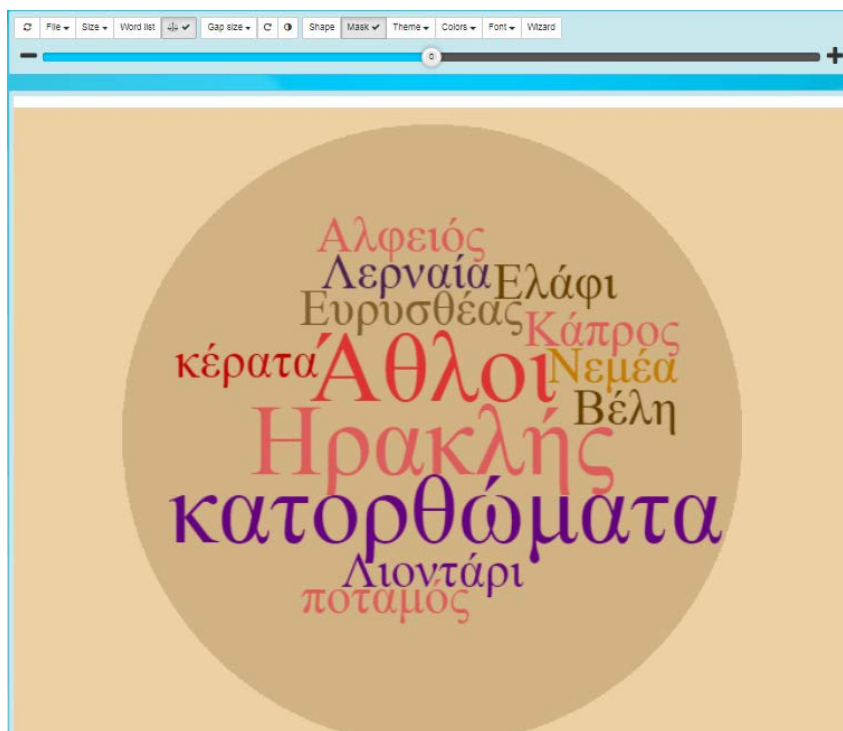 File Size Word list Gap size Shape Mask Theme Colors Font Wizard
0
Αλφειός
Λερναία Ελάφι
Ευρυσθέας Κάπρος
κέρατα Άθλοι Νεμέα
Βέλη
Ηρακλής
κατορθώματα
Λιοντάρι
ποταμός